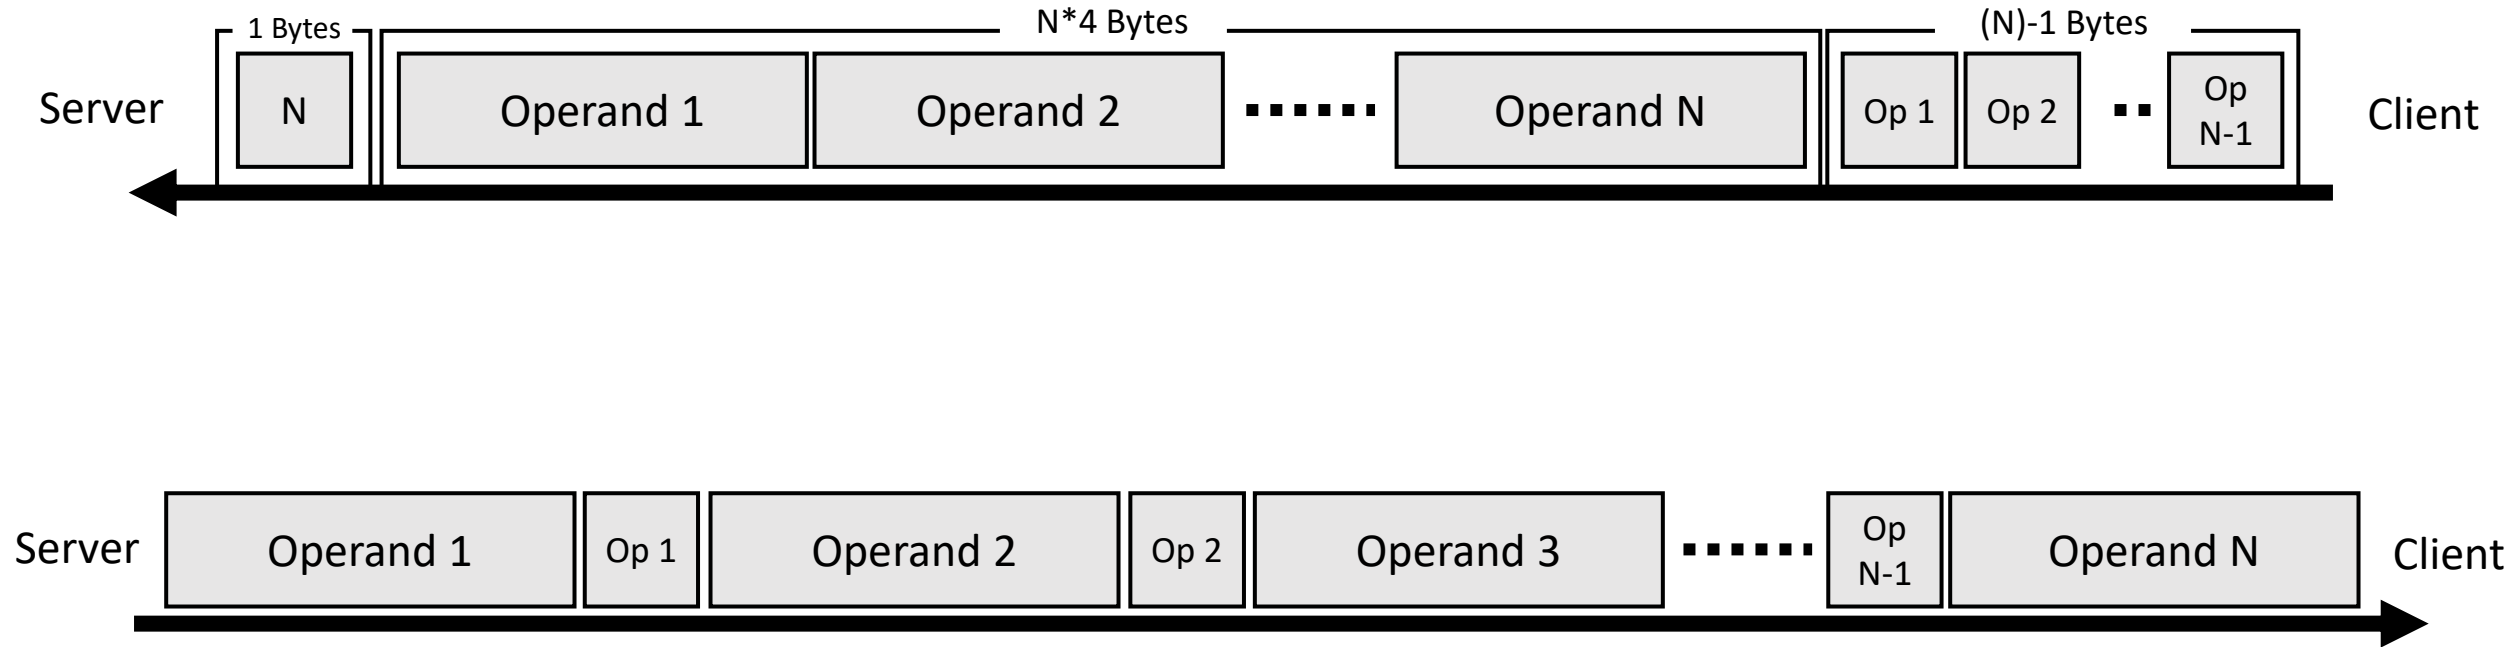 1 Bytes
N*4 Bytes
(N)-1 Bytes
Server
N
Operand 1
Operand 2
Operand N
Op 1
Op 2
Op
N-1
Client
Server
Operand 1
Op 1
Operand 2
Op 2
Operand 3
Op
N-1
Operand N
Client